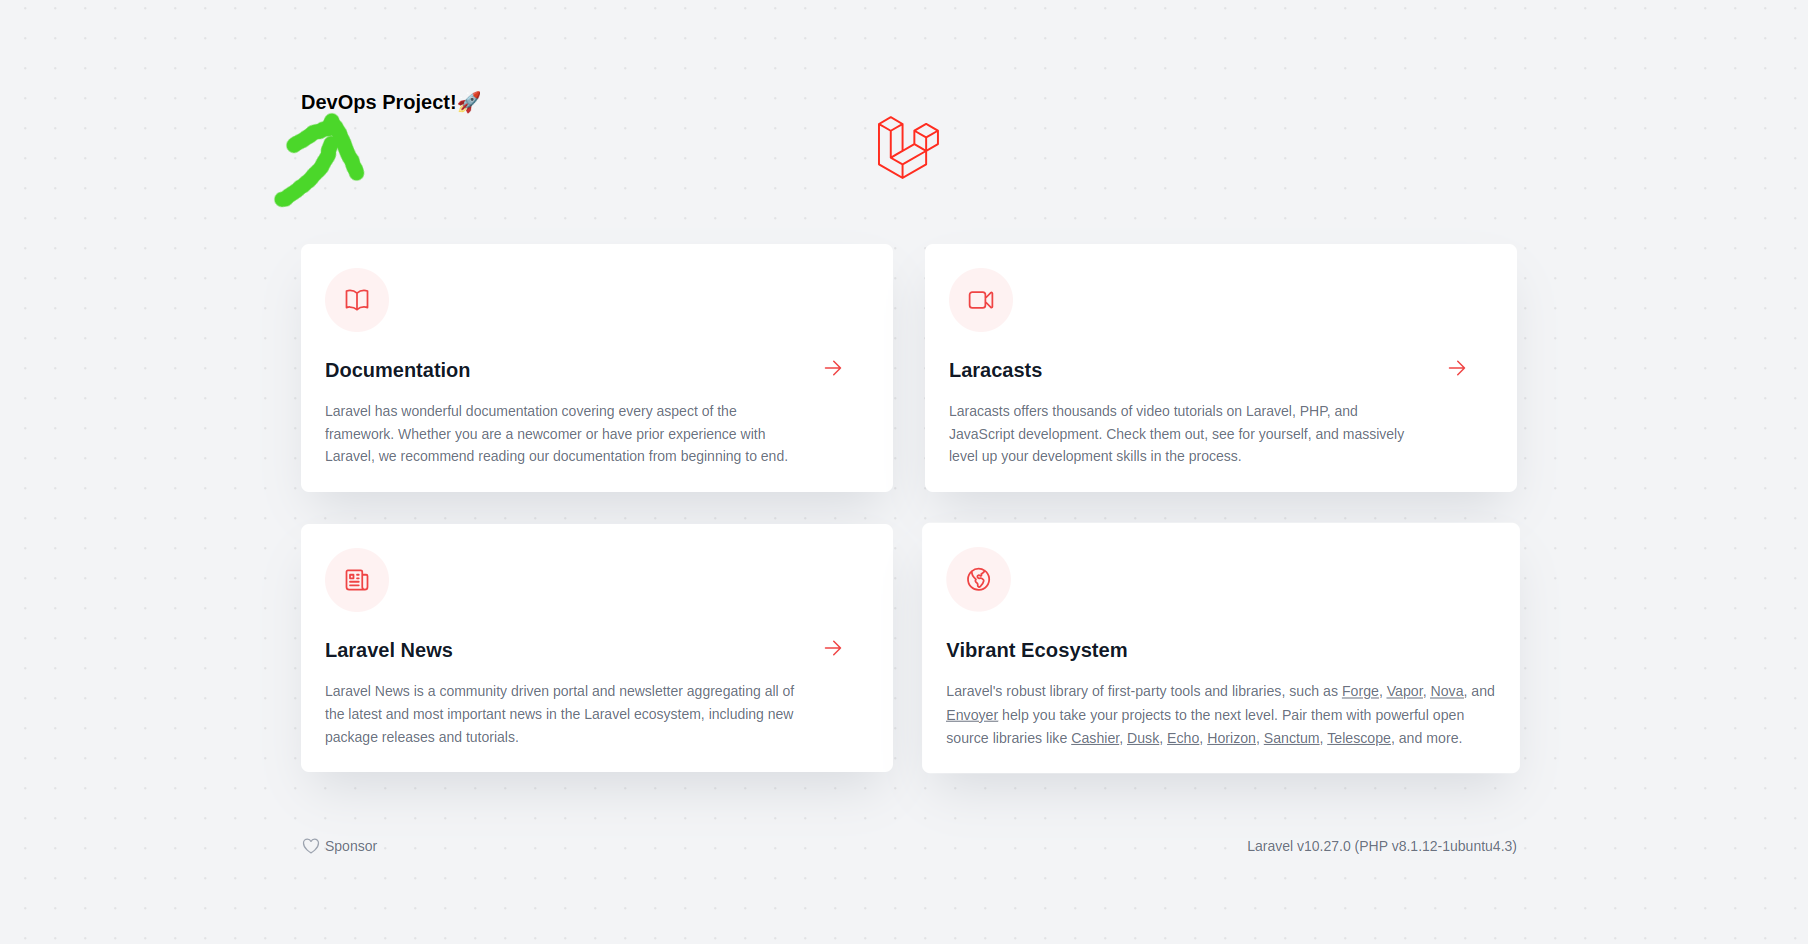 DevOps Project!🚀
Documentation
Laravel has wonderful documentation covering every aspect of the
framework. Whether you are a newcomer or have prior experience with
Laravel, we recommend reading our documentation from beginning to end.
Laracasts
Laracasts offers thousands of video tutorials on Laravel, PHP, and
JavaScript development. Check them out, see for yourself, and massively
level up your development skills in the process.
Laravel News
Laravel News is a community driven portal and newsletter aggregating all of
the latest and most important news in the Laravel ecosystem, including new
package releases and tutorials.
Vibrant Ecosystem
Laravel's robust library of first-party tools and libraries, such as Forge, Vapor, Nova, and
Envoyer help you take your projects to the next level. Pair them with powerful open
source libraries like Cashier, Dusk, Echo, Horizon, Sanctum, Telescope, and more.
Sponsor
Laravel v10.27.0 (PHP v8.1.12-1ubuntu4.3)